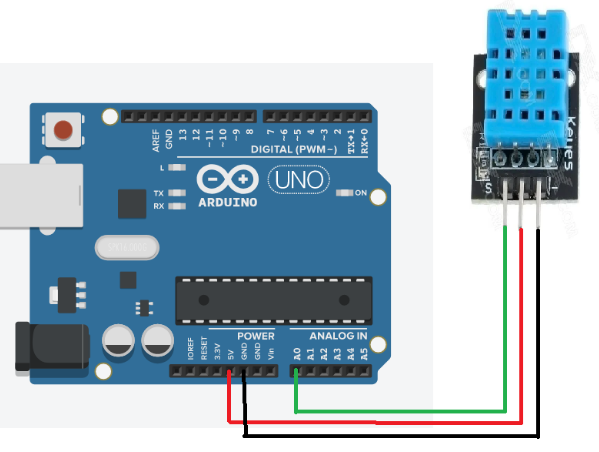 AREF
GND
13
12
~11
~10
~9
8
7
~6
~5
4
~3
2
TX→1
RX←0
DIGITAL (PWM~)
L
TX
RX
ARDUINO
UNO
ON
POWER
ANALOG IN
IOREF
RESET
3.3V
5V
GND
GND
Vin
A0
A1
A2
A3
A4
A5
Keyes
S
-